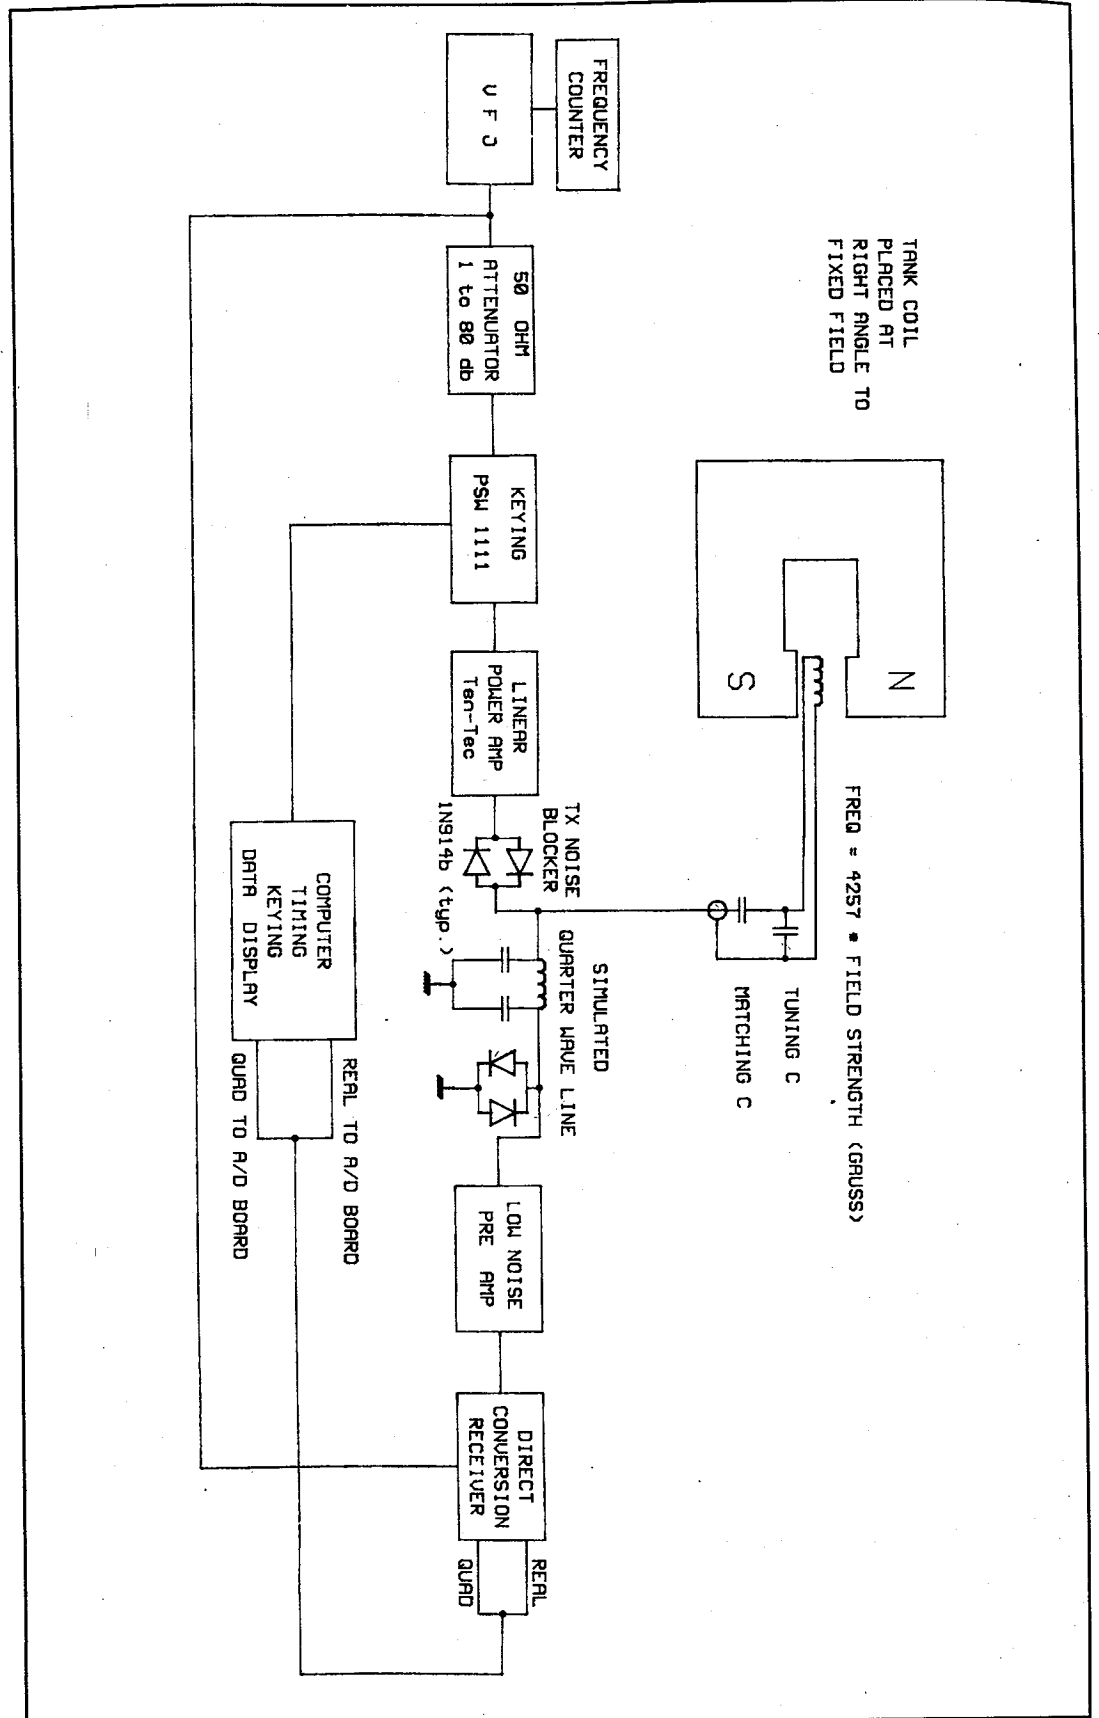 TANK COIL
PLACED AT
RIGHT ANGLE TO
FIXED FIELD
N
S
FREQ = 4257 * FIELD STRENGTH (GAUSS)
TUNING C
MATCHING C
FREQUENCY
COUNTER
V F O
50 OHM
ATTENUATOR
1 to 80 db
KEYING
PSW 1111
LINEAR
POWER AMP
Ten-Tec
TX NOISE
BLOCKER
1N914b (typ.)
SIMULATED
QUARTER WAVE LINE
LOW NOISE
PRE AMP
DIRECT
CONVERSION
RECEIVER
REAL
QUAD
COMPUTER
TIMING
KEYING
DATA DISPLAY
REAL TO A/D BOARD
QUAD TO A/D BOARD